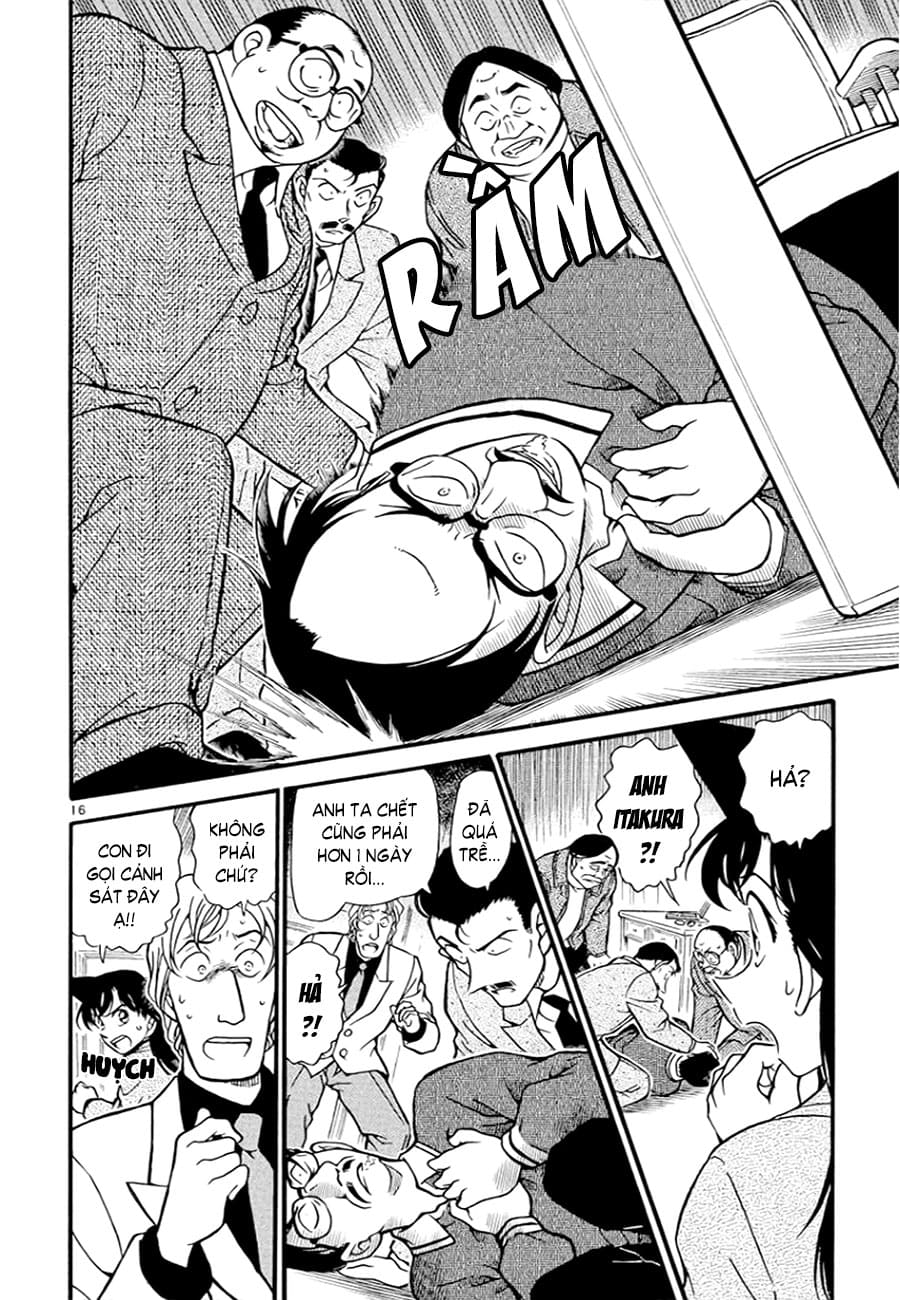 RẦM
HẢ?
ANH
ITAKURA
?!
ĐÃ
QUÁ
TRỄ...
ANH TA CHẾT
CŨNG PHẢI
HƠN 1 NGÀY
RỒI...
HẢ
?!
KHÔNG
PHẢI
CHỨ?
CON ĐI
GỌI CẢNH
SÁT ĐÂY
Ạ!!
HUỊCH
16